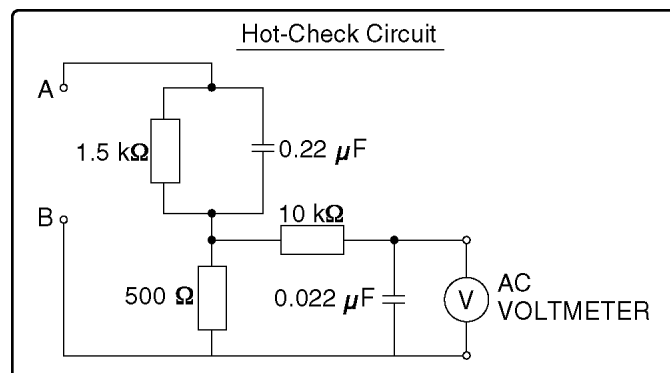 Hot-Check Circuit
A
1.5 kΩ
0.22 μF
B
10 kΩ
500 Ω
0.022 μF
V
AC
VOLTMETER